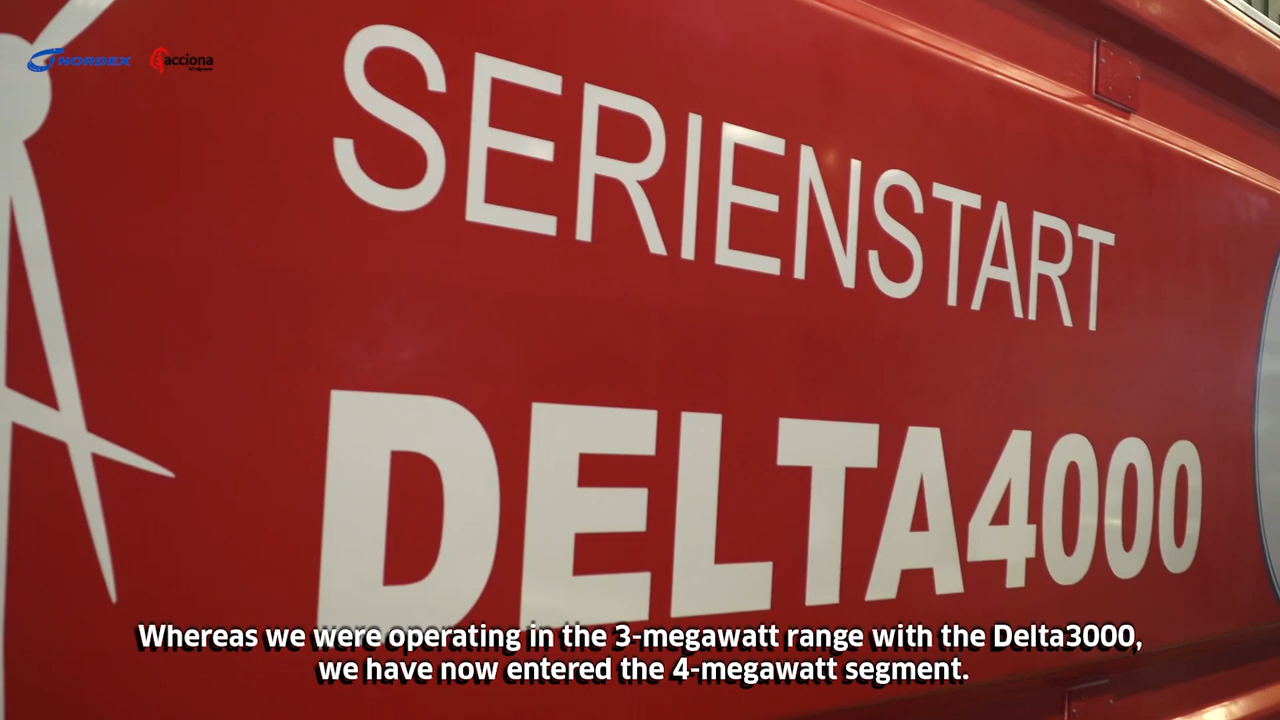 NORDEX acciona
Windpower
SERIENSTART
DELTA4000
Whereas we were operating in the 3-megawatt range with the Delta3000,
we have now entered the 4-megawatt segment.